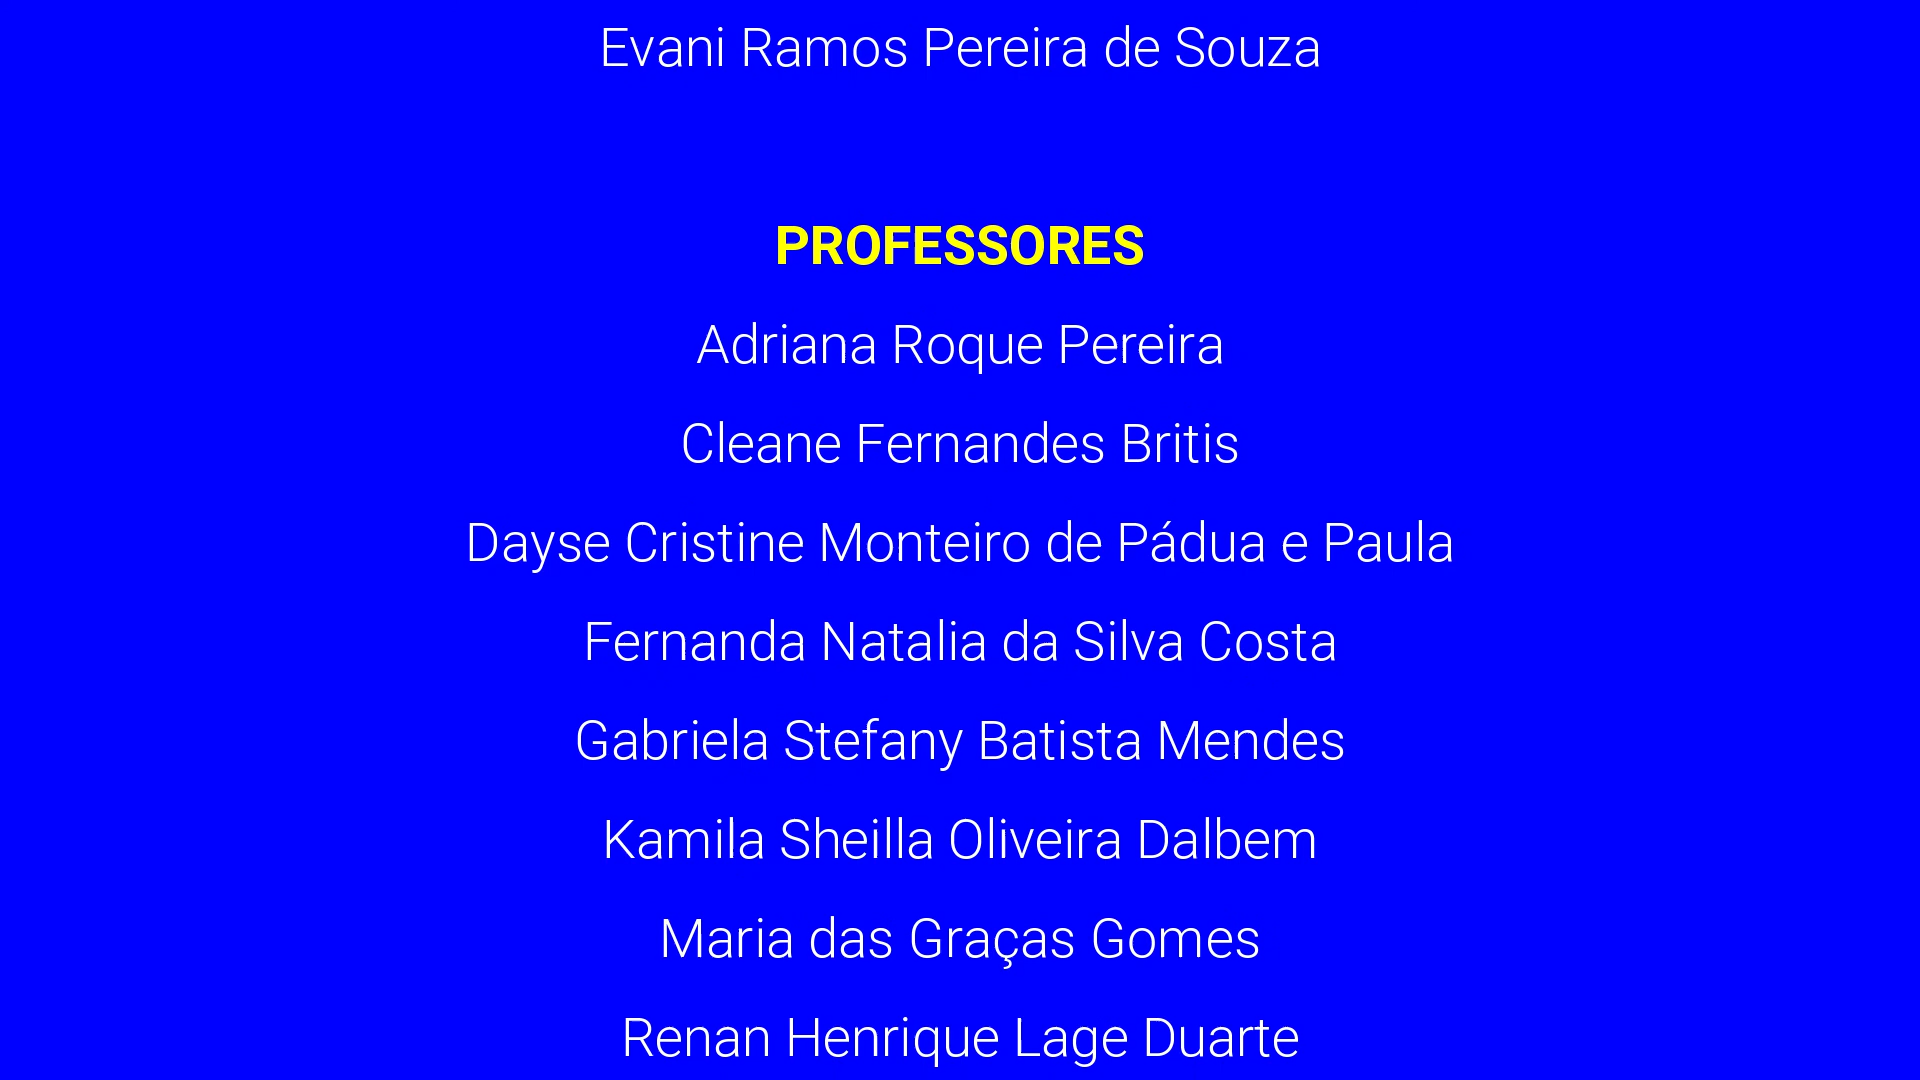 Evani Ramos Pereira de Souza
PROFESSORES
Adriana Roque Pereira
Cleane Fernandes Britis
Dayse Cristine Monteiro de Pádua e Paula
Fernanda Natalia da Silva Costa
Gabriela Stefany Batista Mendes
Kamila Sheilla Oliveira Dalbem
Maria das Graças Gomes
Renan Henrique Lage Duarte